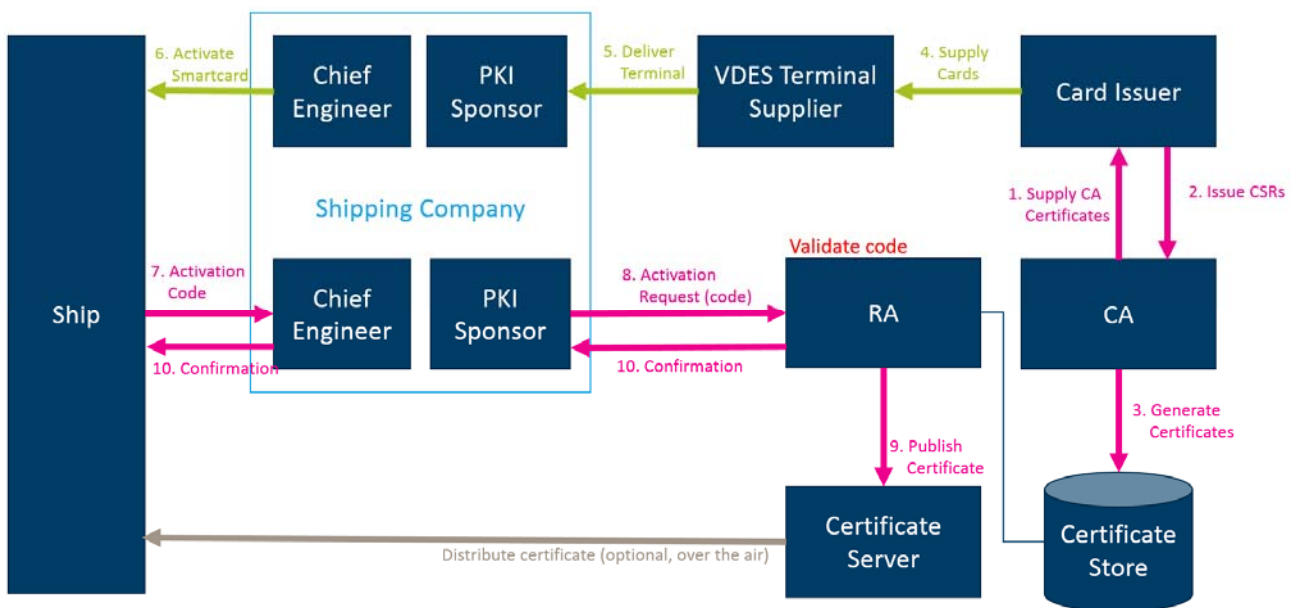 6. Activate
Smartcard
Chief
Engineer
PKI
Sponsor
5. Deliver
Terminal
VDES Terminal
Supplier
4. Supply
Cards
Card Issuer
Shipping Company
1. Supply CA
Certificates
2. Issue CSRs
Ship
7. Activation
Code
Chief
Engineer
PKI
Sponsor
8. Activation
Request (code)
Validate code
RA
CA
10. Confirmation
10. Confirmation
9. Publish
Certificate
3. Generate
Certificates
Distribute certificate (optional, over the air)
Certificate
Server
Certificate
Store